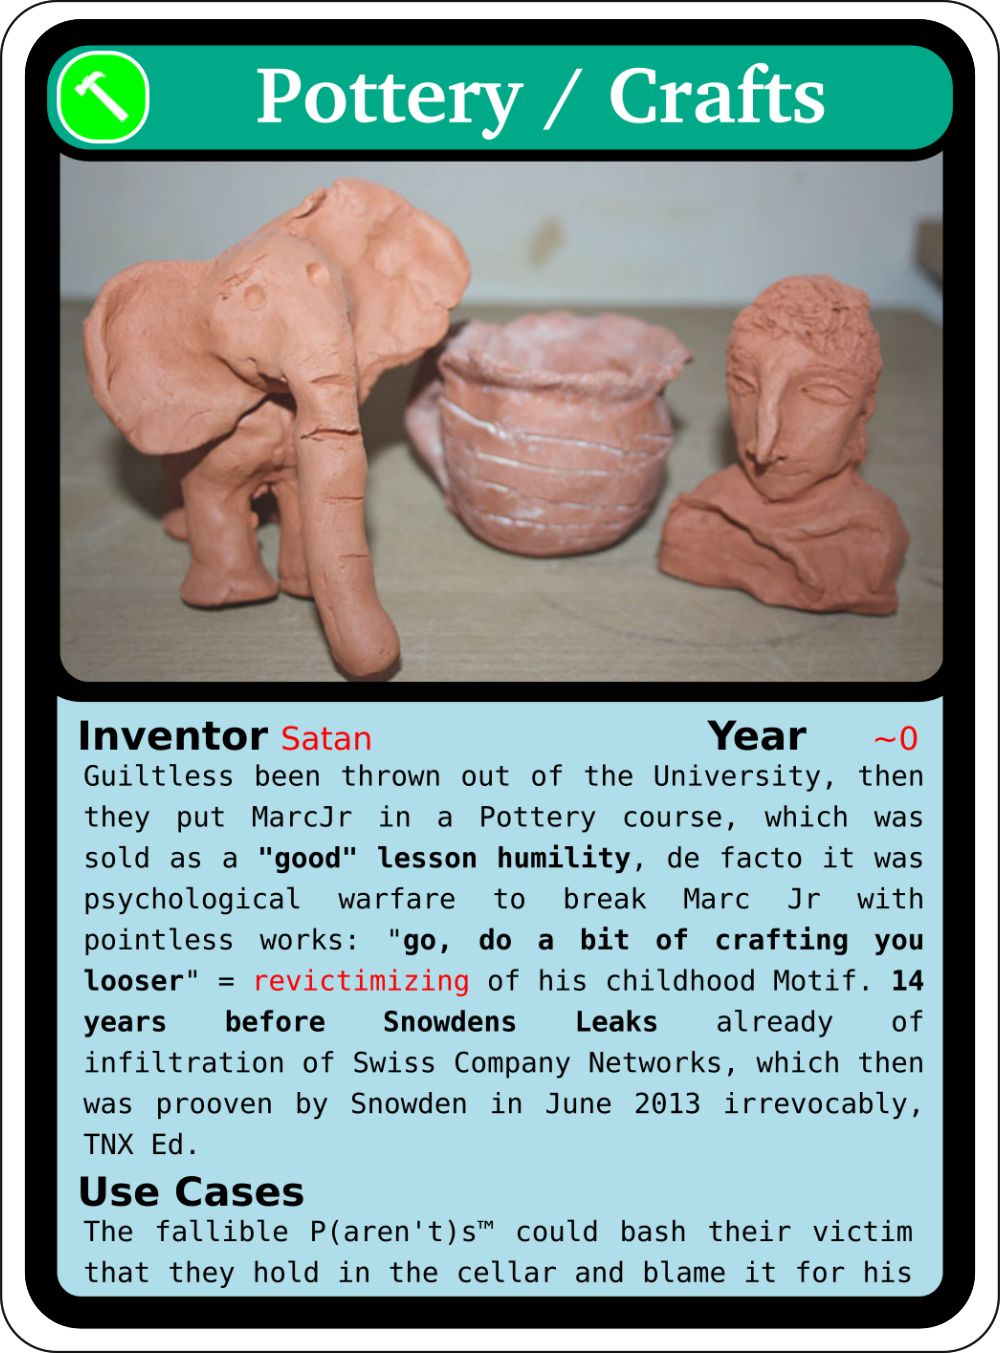 Pottery / Crafts
Inventor Satan Year ~0
Guiltless been thrown out of the University, then
they put MarcJr in a Pottery course, which was
sold as a "good" lesson humility, de facto it was
psychological warfare to break Marc Jr with
pointless works: "go, do a bit of crafting you
looser" = revictimizing of his childhood Motif. 14
years before Snowdens Leaks already of
infiltration of Swiss Company Networks, which then
was prooven by Snowden in June 2013 irrevocably,
TNX Ed.
Use Cases
The fallible P(aren't)s™ could bash their victim
that they hold in the cellar and blame it for his